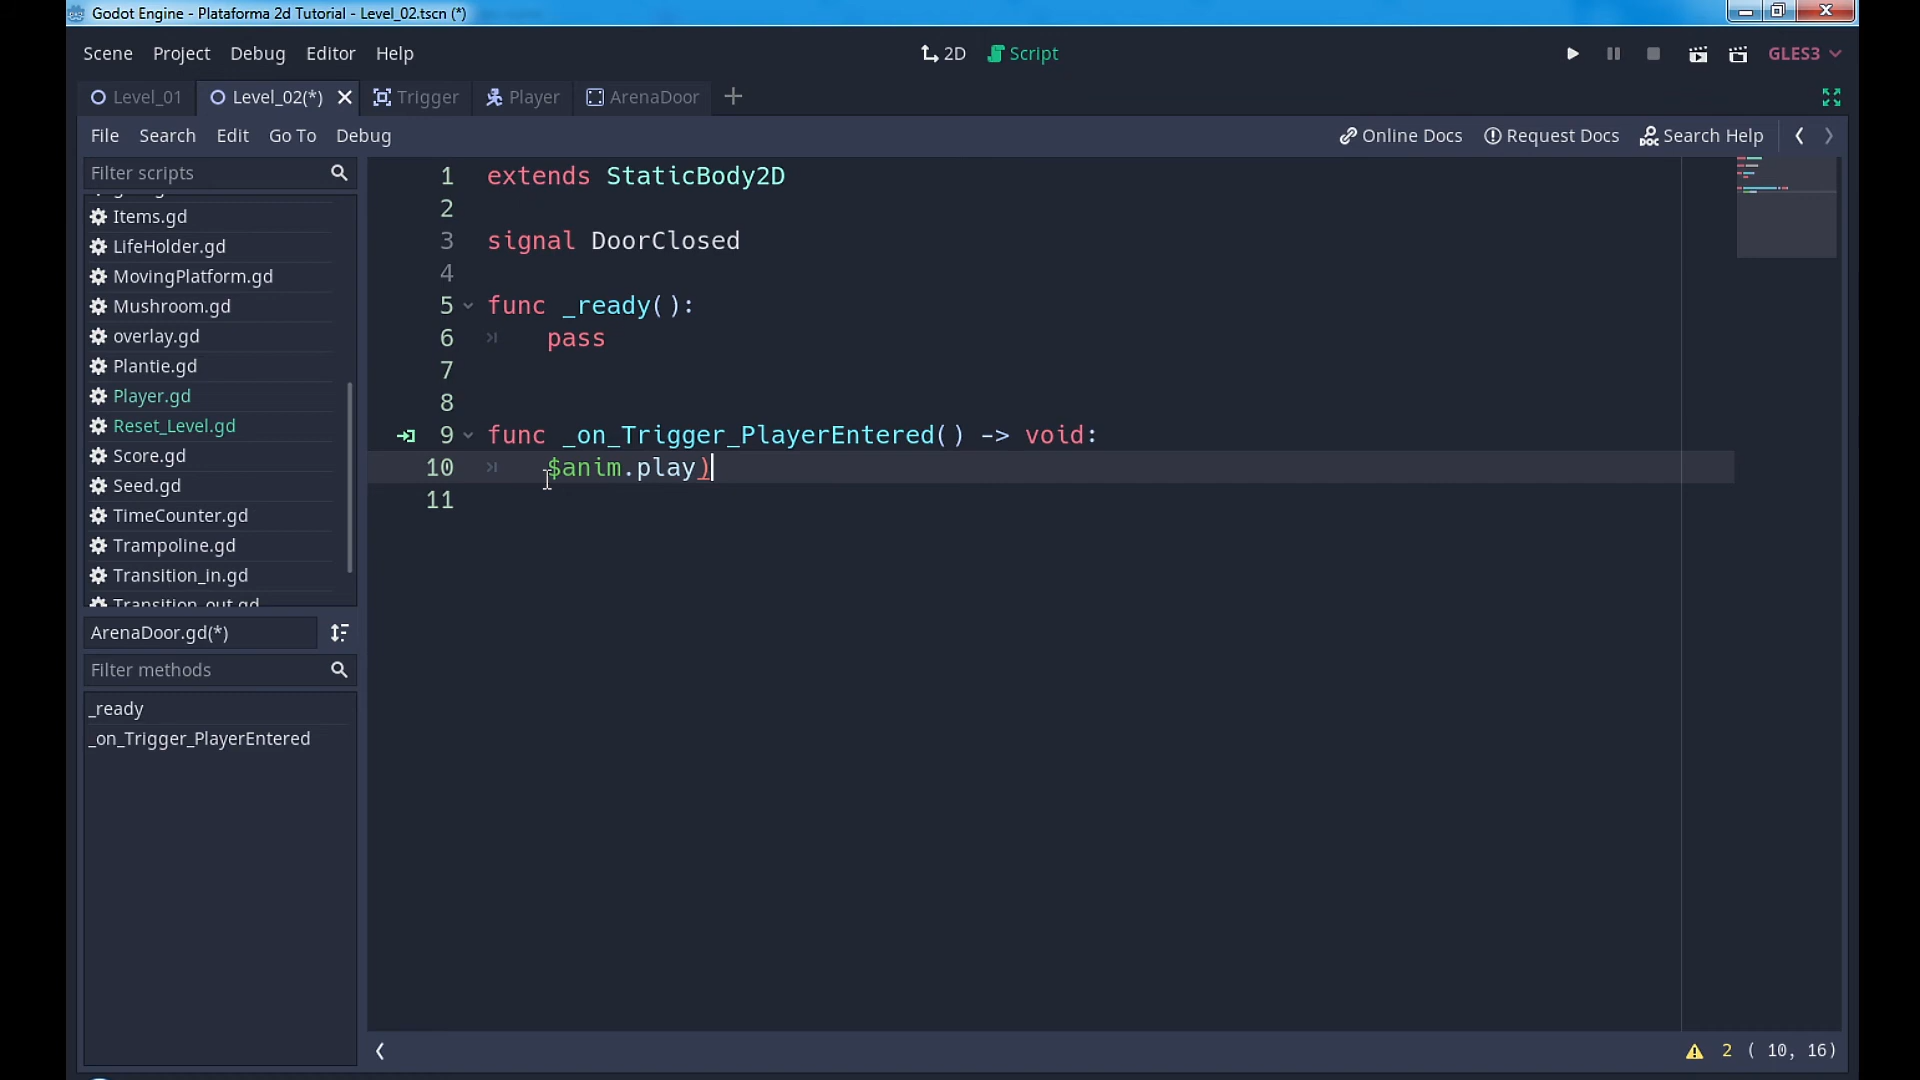 Godot Engine - Plataforma 2d Tutorial - Level_02.tscn (*)
Scene Project Debug Editor Help 2D Script GLES3
Level_01 Level_02(*) Trigger Player ArenaDoor
File Search Edit Go To Debug Online Docs Request Docs Search Help
Filter scripts
Items.gd
LifeHolder.gd
MovingPlatform.gd
Mushroom.gd
overlay.gd
Plantie.gd
Player.gd
Reset_Level.gd
Score.gd
Seed.gd
TimeCounter.gd
Trampoline.gd
Transition_in.gd
Transition_out.gd
ArenaDoor.gd(*)
Filter methods
_ready
_on_Trigger_PlayerEntered
1 extends StaticBody2D
2
3 signal DoorClosed
4
5 func _ready():
6 pass
7
8
9 func _on_Trigger_PlayerEntered() -> void:
10 $anim.play)
11
2 ( 10, 16)